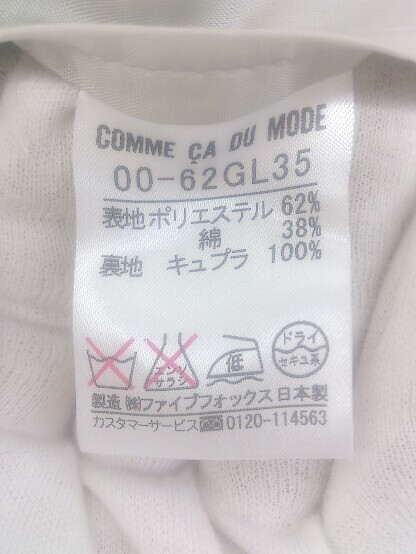 COMME ÇA DU MODE
00-62GL35
表地 ポリエステル 62%
綿 38%
裏地 キュプラ 100%
エンソサラシ 低 ドライ セキユ系
製造 ㈱ファイブフォックス 日本製
カスタマーサービス 0120-114563